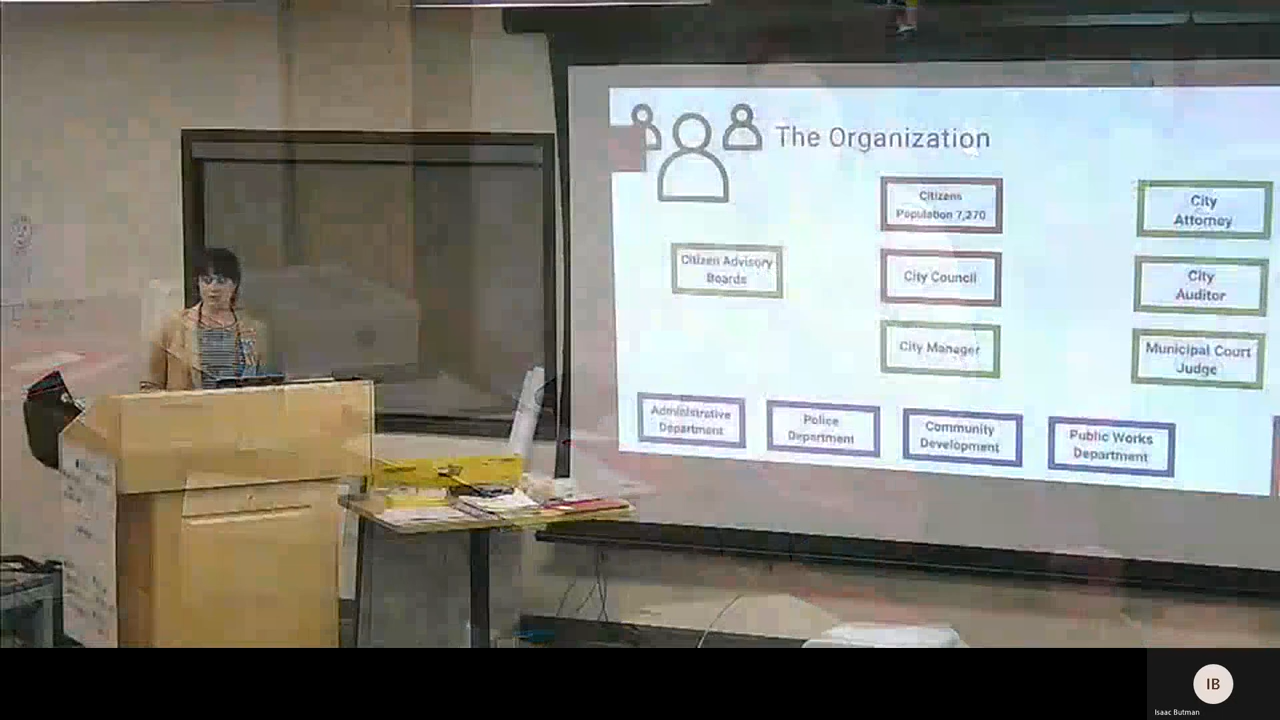 The Organization
Citizens
Population 7,270
City
Attorney
Citizen Advisory
Boards
City Council
City
Auditor
City Manager
Municipal Court
Judge
Administrative
Department
Police
Department
Community
Development
Public Works
Department
IB
Isaac Butman